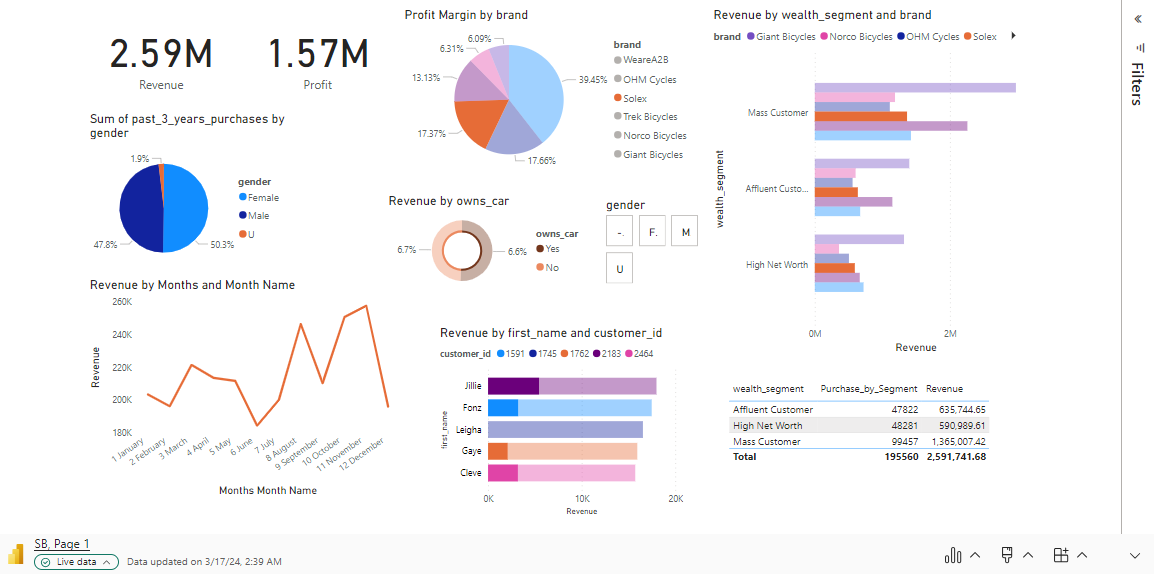 2.59M
Revenue
1.57M
Profit
Sum of past_3_years_purchases by
gender
1.9%
47.8%
50.3%
gender
Female
Male
U
Revenue by Months and Month Name
260K
240K
220K
200K
180K
Revenue
1 January
2 February
3 March
4 April
5 May
6 June
7 July
8 August
9 September
10 October
11 November
12 December
Months Month Name
Profit Margin by brand
6.09%
6.31%
13.13%
17.37%
17.66%
39.45%
brand
WeareA2B
OHM Cycles
Solex
Trek Bicycles
Norco Bicycles
Giant Bicycles
Revenue by owns_car
6.7%
6.6%
owns_car
Yes
No
gender
-.
F.
M
U
Revenue by first_name and customer_id
customer_id 1591 1745 1762 2183 2464
first_name
Jillie
Fonz
Leigha
Gaye
Cleve
0K 10K 20K
Revenue
Revenue by wealth_segment and brand
brand Giant Bicycles Norco Bicycles OHM Cycles Solex
wealth_segment
Mass Customer
Affluent Custo...
High Net Worth
0M 2M
Revenue
wealth_segment Purchase_by_Segment Revenue
Affluent Customer 47822 635,744.65
High Net Worth 48281 590,989.61
Mass Customer 99457 1,365,007.42
Total 195560 2,591,741.68
Filters
SB, Page 1
Live data
Data updated on 3/17/24, 2:39 AM